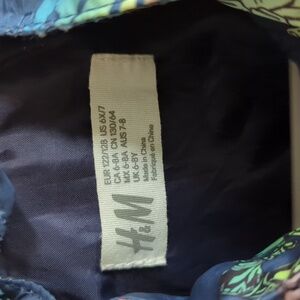 H&M
EUR 122/128 US 6X/7
CA 6-8A CN 130/64
MX 6-8A AUS 7-8
UK 6-8Y
Made in China
Fabriqué en Chine